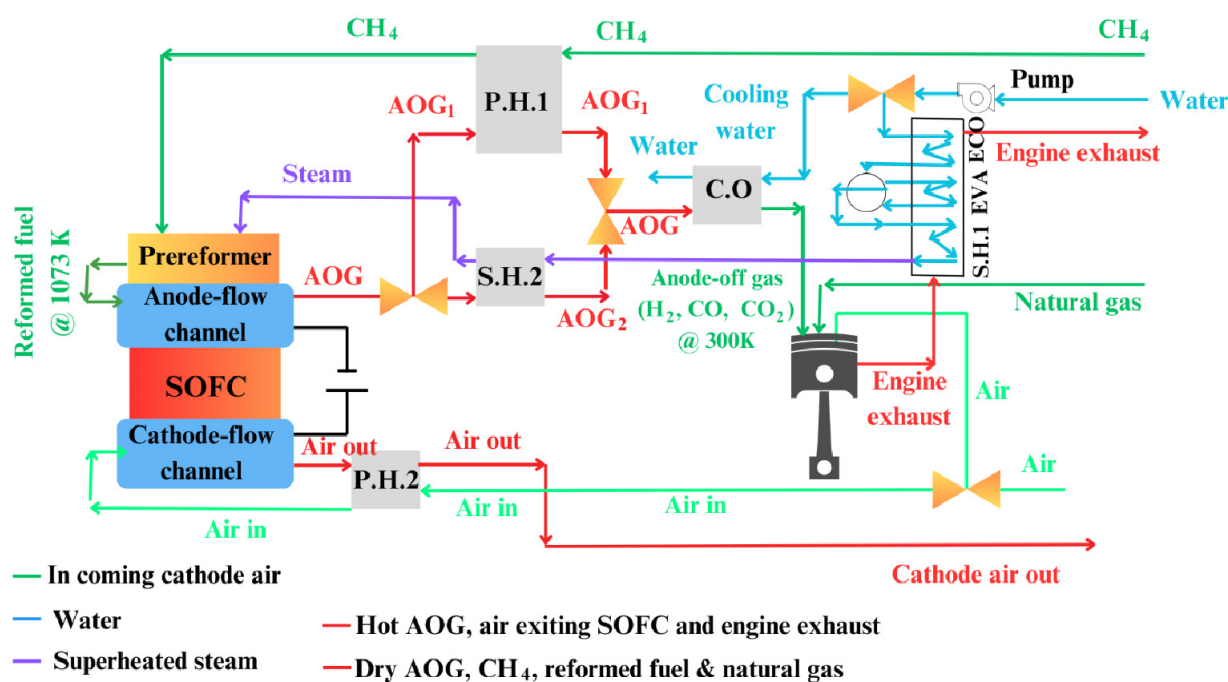 CH4
CH4
CH4
AOG1
P.H.1
AOG1
Cooling
water
Pump
Water
Water
Engine exhaust
S.H.1 EVA ECO
Steam
C.O
AOG
Reformed fuel
@ 1073 K
Prereformer
AOG
S.H.2
AOG2
Anode-flow
channel
Anode-off gas
(H2, CO, CO2)
@ 300K
Natural gas
SOFC
Engine
exhaust
Air
Cathode-flow
channel
Air out
Air out
P.H.2
Air
Air in
Air in
Air in
Cathode air out
In coming cathode air
Water
Superheated steam
Hot AOG, air exiting SOFC and engine exhaust
Dry AOG, CH4, reformed fuel & natural gas